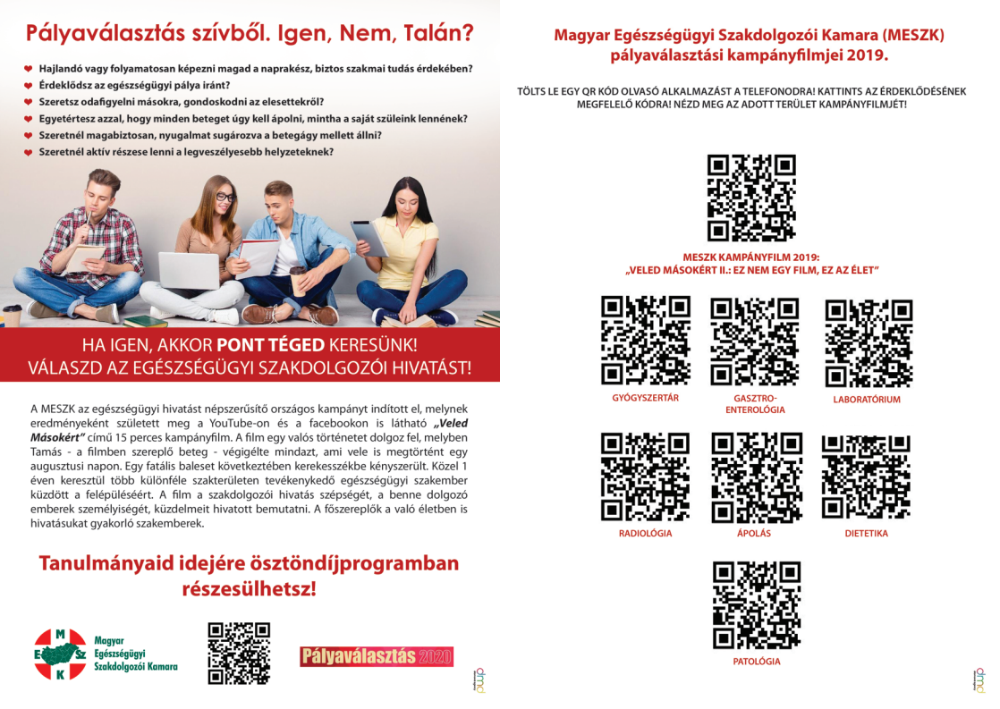 Pályaválasztás szívből. Igen, Nem, Talán?
Hajlandó vagy folyamatosan képezni magad a naprakész, biztos szakmai tudás érdekében?
Érdeklődsz az egészségügyi pálya iránt?
Szeretsz odafigyelni másokra, gondoskodni az elesettekről?
Egyetértesz azzal, hogy minden beteget úgy kell ápolni, mintha a saját szüleink lennének?
Szeretnél magabiztosan, nyugalmat sugározva a betegágy mellett állni?
Szeretnél aktív részese lenni a legveszélyesebb helyzeteknek?
HA IGEN, AKKOR PONT TÉGED KERESÜNK!
VÁLASZD AZ EGÉSZSÉGÜGYI SZAKDOLGOZÓI HIVATÁST!
A MESZK az egészségügyi hivatást népszerűsítő országos kampányt indított el, melynek
eredményeként született meg a YouTube-on és a facebookon is látható „Veled
Másokért” című 15 perces kampányfilm. A film egy valós történetet dolgoz fel, melyben
Tamás - a filmben szereplő beteg - végigélte mindazt, ami vele is megtörtént egy
augusztusi napon. Egy fatális baleset következtében kerekesszékbe kényszerült. Közel 1
éven keresztül több különféle szakterületen tevékenykedő egészségügyi szakember
küzdött a felépüléséért. A film a szakdolgozói hivatás szépségét, a benne dolgozó
emberek személyiségét, küzdelmeit hivatott bemutatni. A főszereplők a való életben is
hivatásukat gyakorló szakemberek.
Tanulmányaid idejére ösztöndíjprogramban
részesülhetsz!
M
E SZ
K
Magyar
Egészségügyi
Szakdolgozói Kamara
Pályaválasztás 2020
dmd
Magyar Egészségügyi Szakdolgozói Kamara (MESZK)
pályaválasztási kampányfilmjei 2019.
TÖLTS LE EGY QR KÓD OLVASÓ ALKALMAZÁST A TELEFONODRA! KATTINTS AZ ÉRDEKLŐDÉSÉNEK
MEGFELELŐ KÓDRA! NÉZD MEG AZ ADOTT TERÜLET KAMPÁNYFILMJÉT!
MESZK KAMPÁNYFILM 2019:
„VELED MÁSOKÉRT II.: EZ NEM EGY FILM, EZ AZ ÉLET”
GYÓGYSZERTÁR
GASZTRO-
ENTEROLÓGIA
LABORATÓRIUM
RADIOLÓGIA
ÁPOLÁS
DIETETIKA
PATOLÓGIA
dmd